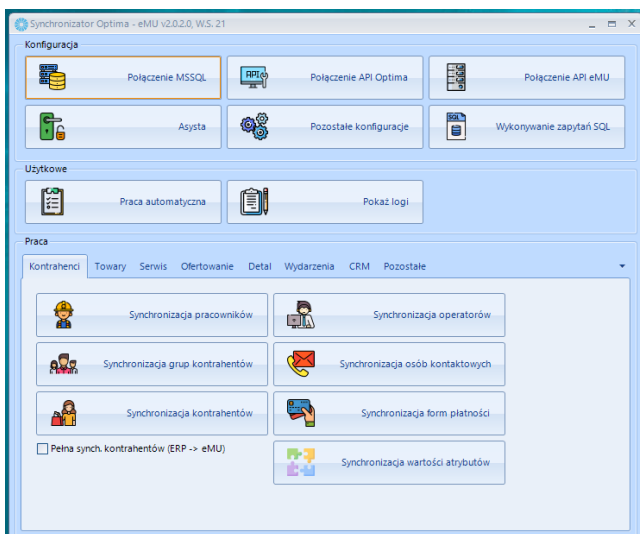 Synchronizator Optima - eMU v2.0.2.0, W.S. 21
Konfiguracja
Połączenie MSSQL
API
Połączenie API Optima
Połączenie API eMU
Asysta
Pozostałe konfiguracje
SQL
Wykonywanie zapytań SQL
Użytkowe
Praca automatyczna
Pokaż logi
Praca
Kontrahenci Towary Serwis Ofertowanie Detal Wydarzenia CRM Pozostałe
Synchronizacja pracowników
Synchronizacja operatorów
Synchronizacja grup kontrahentów
Synchronizacja osób kontaktowych
Synchronizacja kontrahentów
Synchronizacja form płatności
Pełna synch. kontrahentów (ERP -> eMU)
Synchronizacja wartości atrybutów